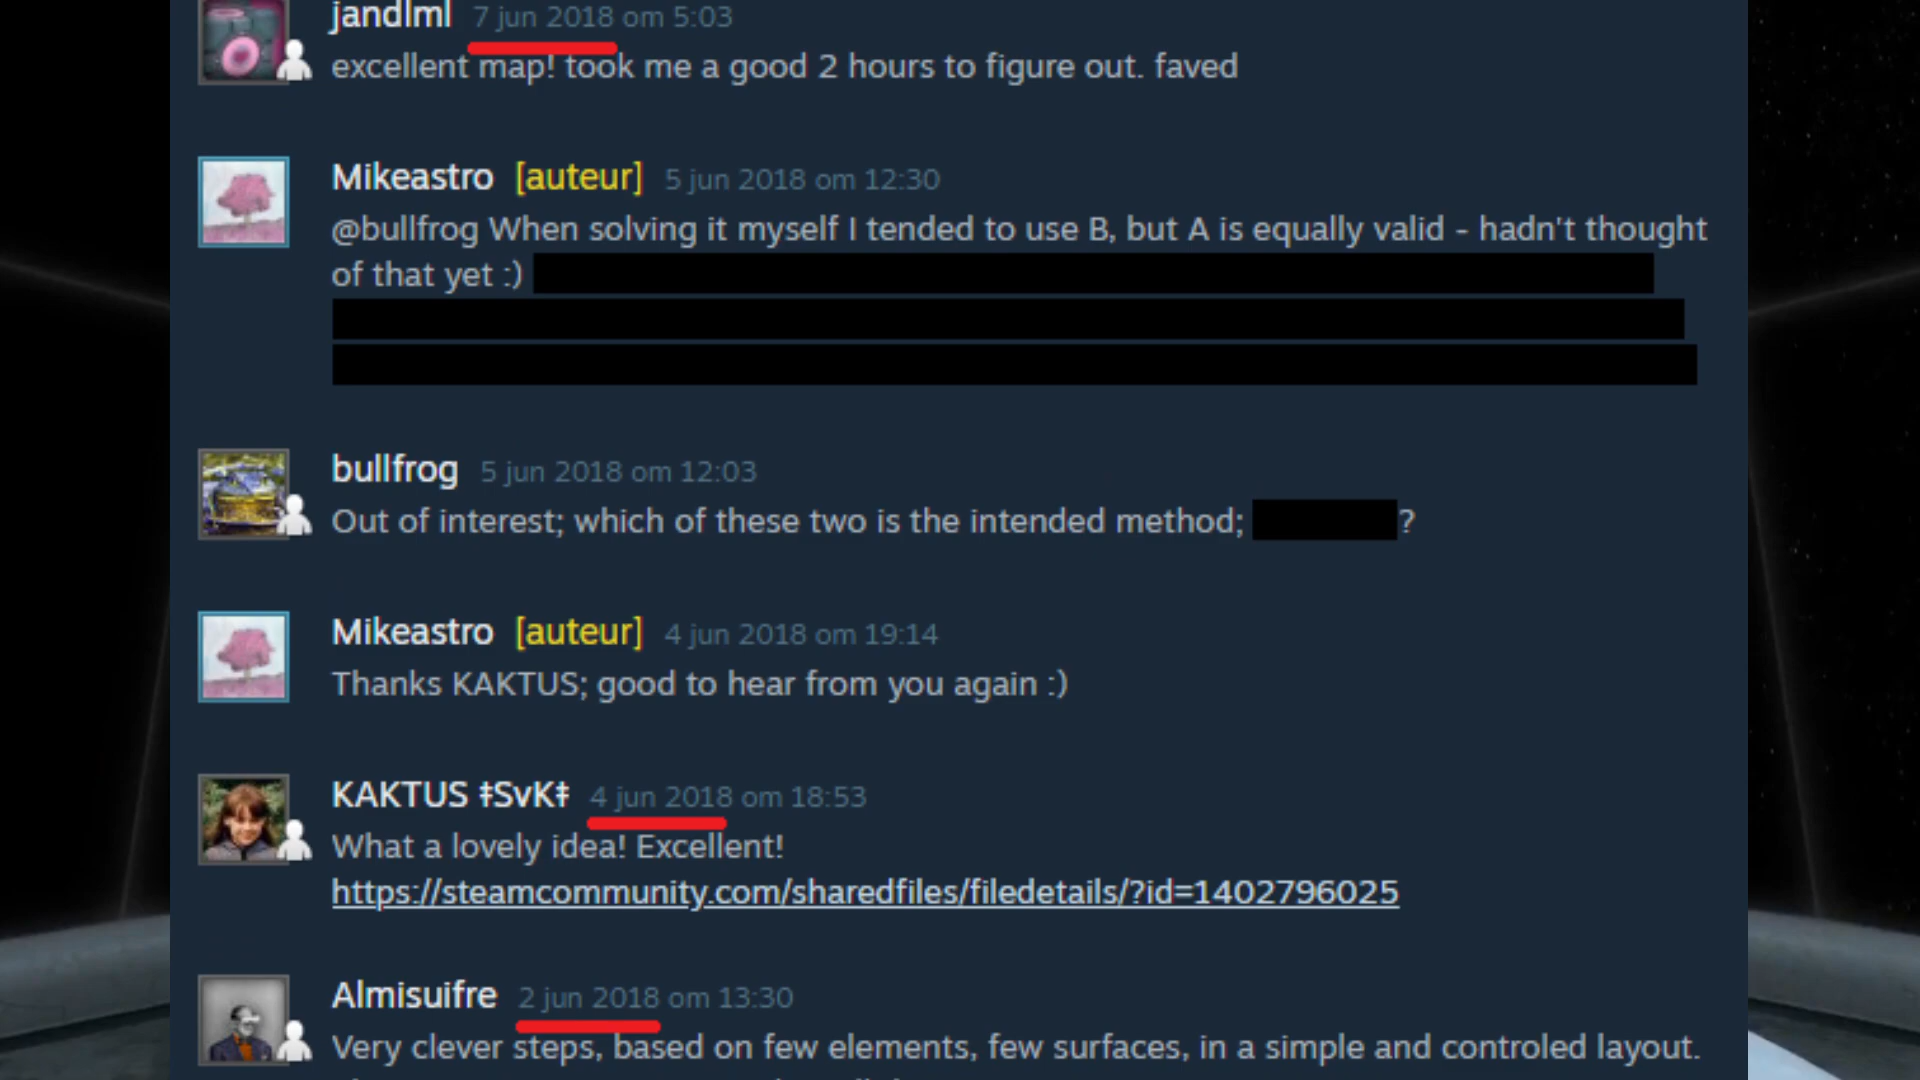 jandlml 7 jun 2018 om 5:03
excellent map! took me a good 2 hours to figure out. faved
Mikeastro [auteur] 5 jun 2018 om 12:30
@bullfrog When solving it myself I tended to use B, but A is equally valid - hadn't thought
of that yet :)
bullfrog 5 jun 2018 om 12:03
Out of interest; which of these two is the intended method; ?
Mikeastro [auteur] 4 jun 2018 om 19:14
Thanks KAKTUS; good to hear from you again :)
KAKTUS ‡SvK‡ 4 jun 2018 om 18:53
What a lovely idea! Excellent!
https://steamcommunity.com/sharedfiles/filedetails/?id=1402796025
Almisuifre 2 jun 2018 om 13:30
Very clever steps, based on few elements, few surfaces, in a simple and controled layout.